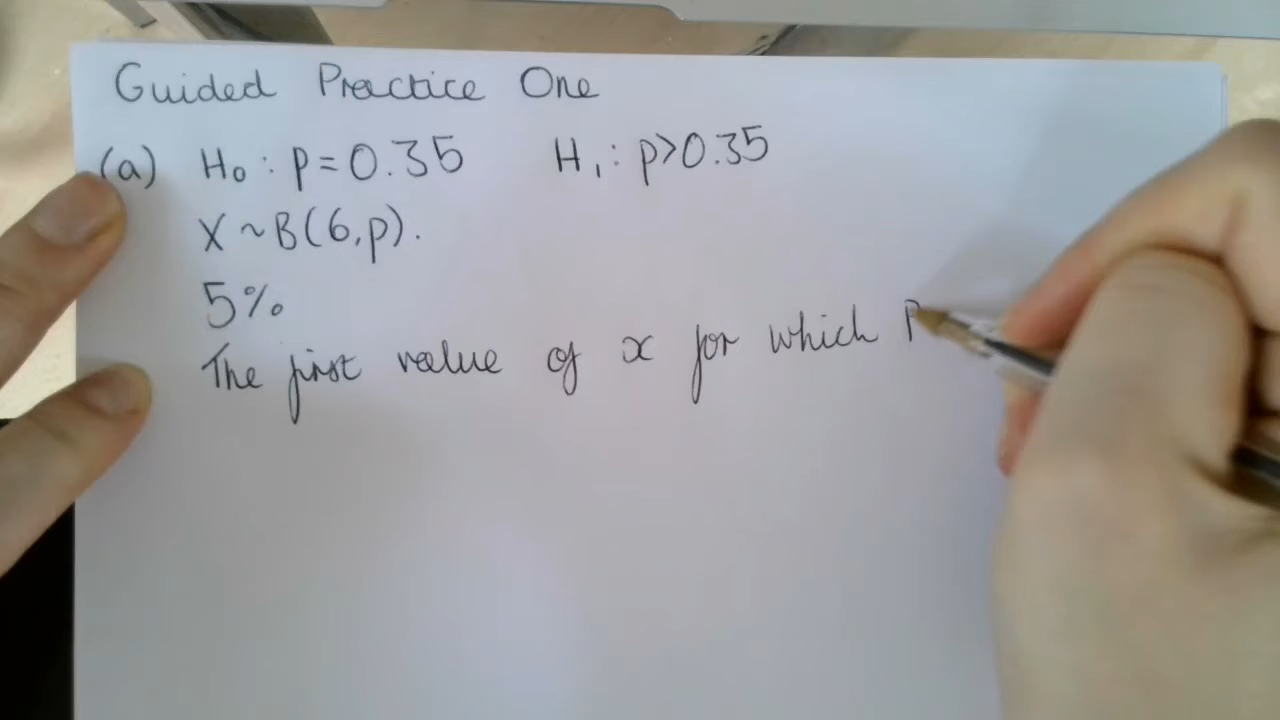 Guided Practice One
(a) H₀ : p = 0.35 H₁ : p > 0.35
X ~ B(6, p).
5%
The first value of x for which P